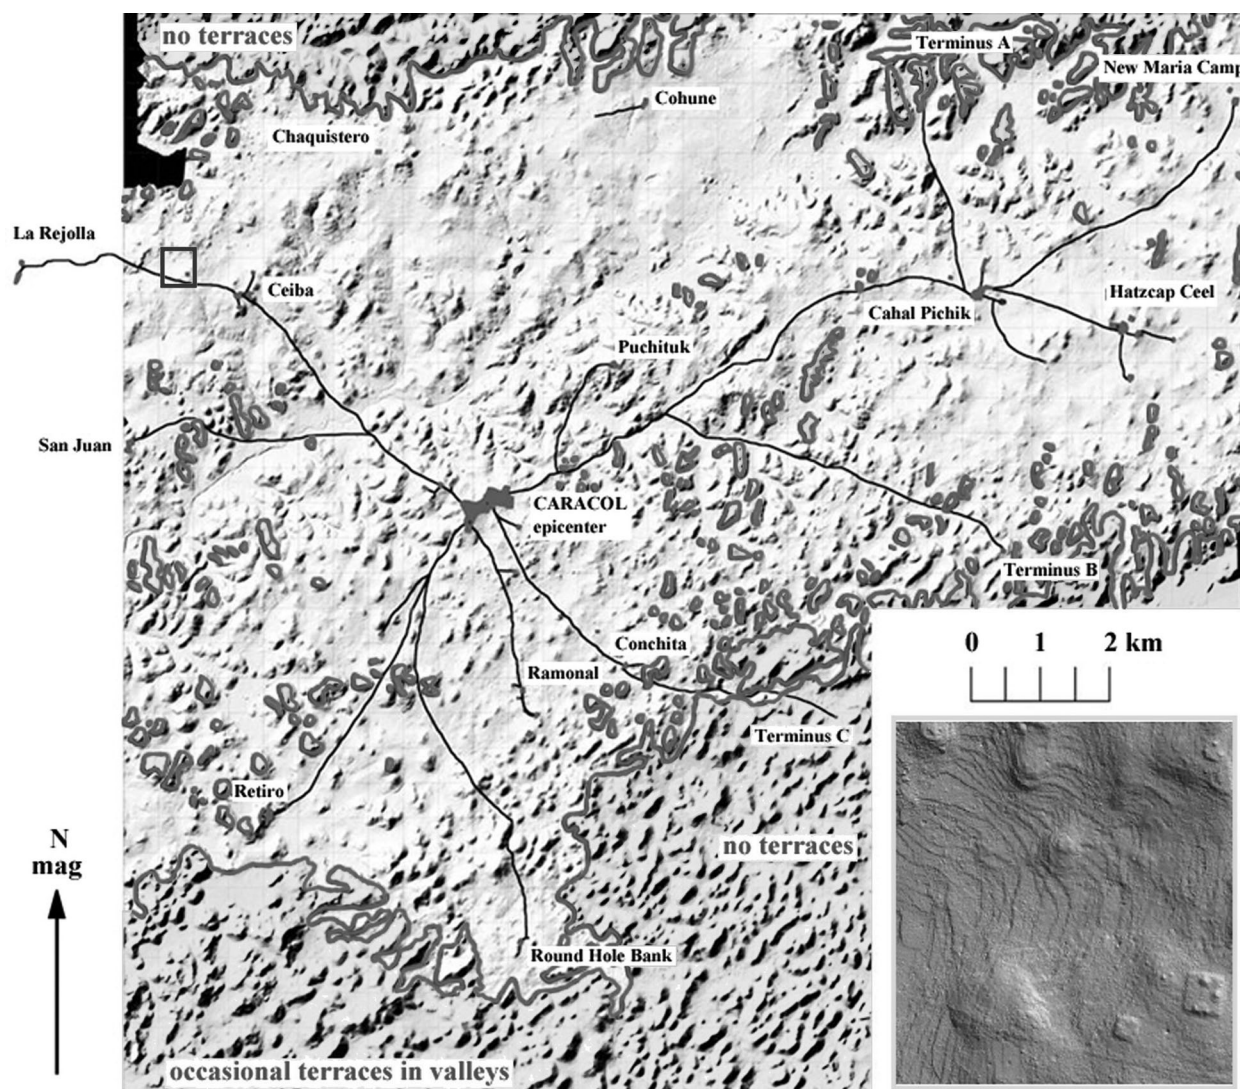 no terraces
Terminus A
New Maria Camp
Cohune
Chaquistero
La Rejolla
Ceiba
Hatzcap Ceel
Cahal Pichik
Puchituk
San Juan
CARACOL
epicenter
Terminus B
Conchita
Ramonal
0 1 2 km
Terminus C
Retiro
N
mag
no terraces
Round Hole Bank
occasional terraces in valleys